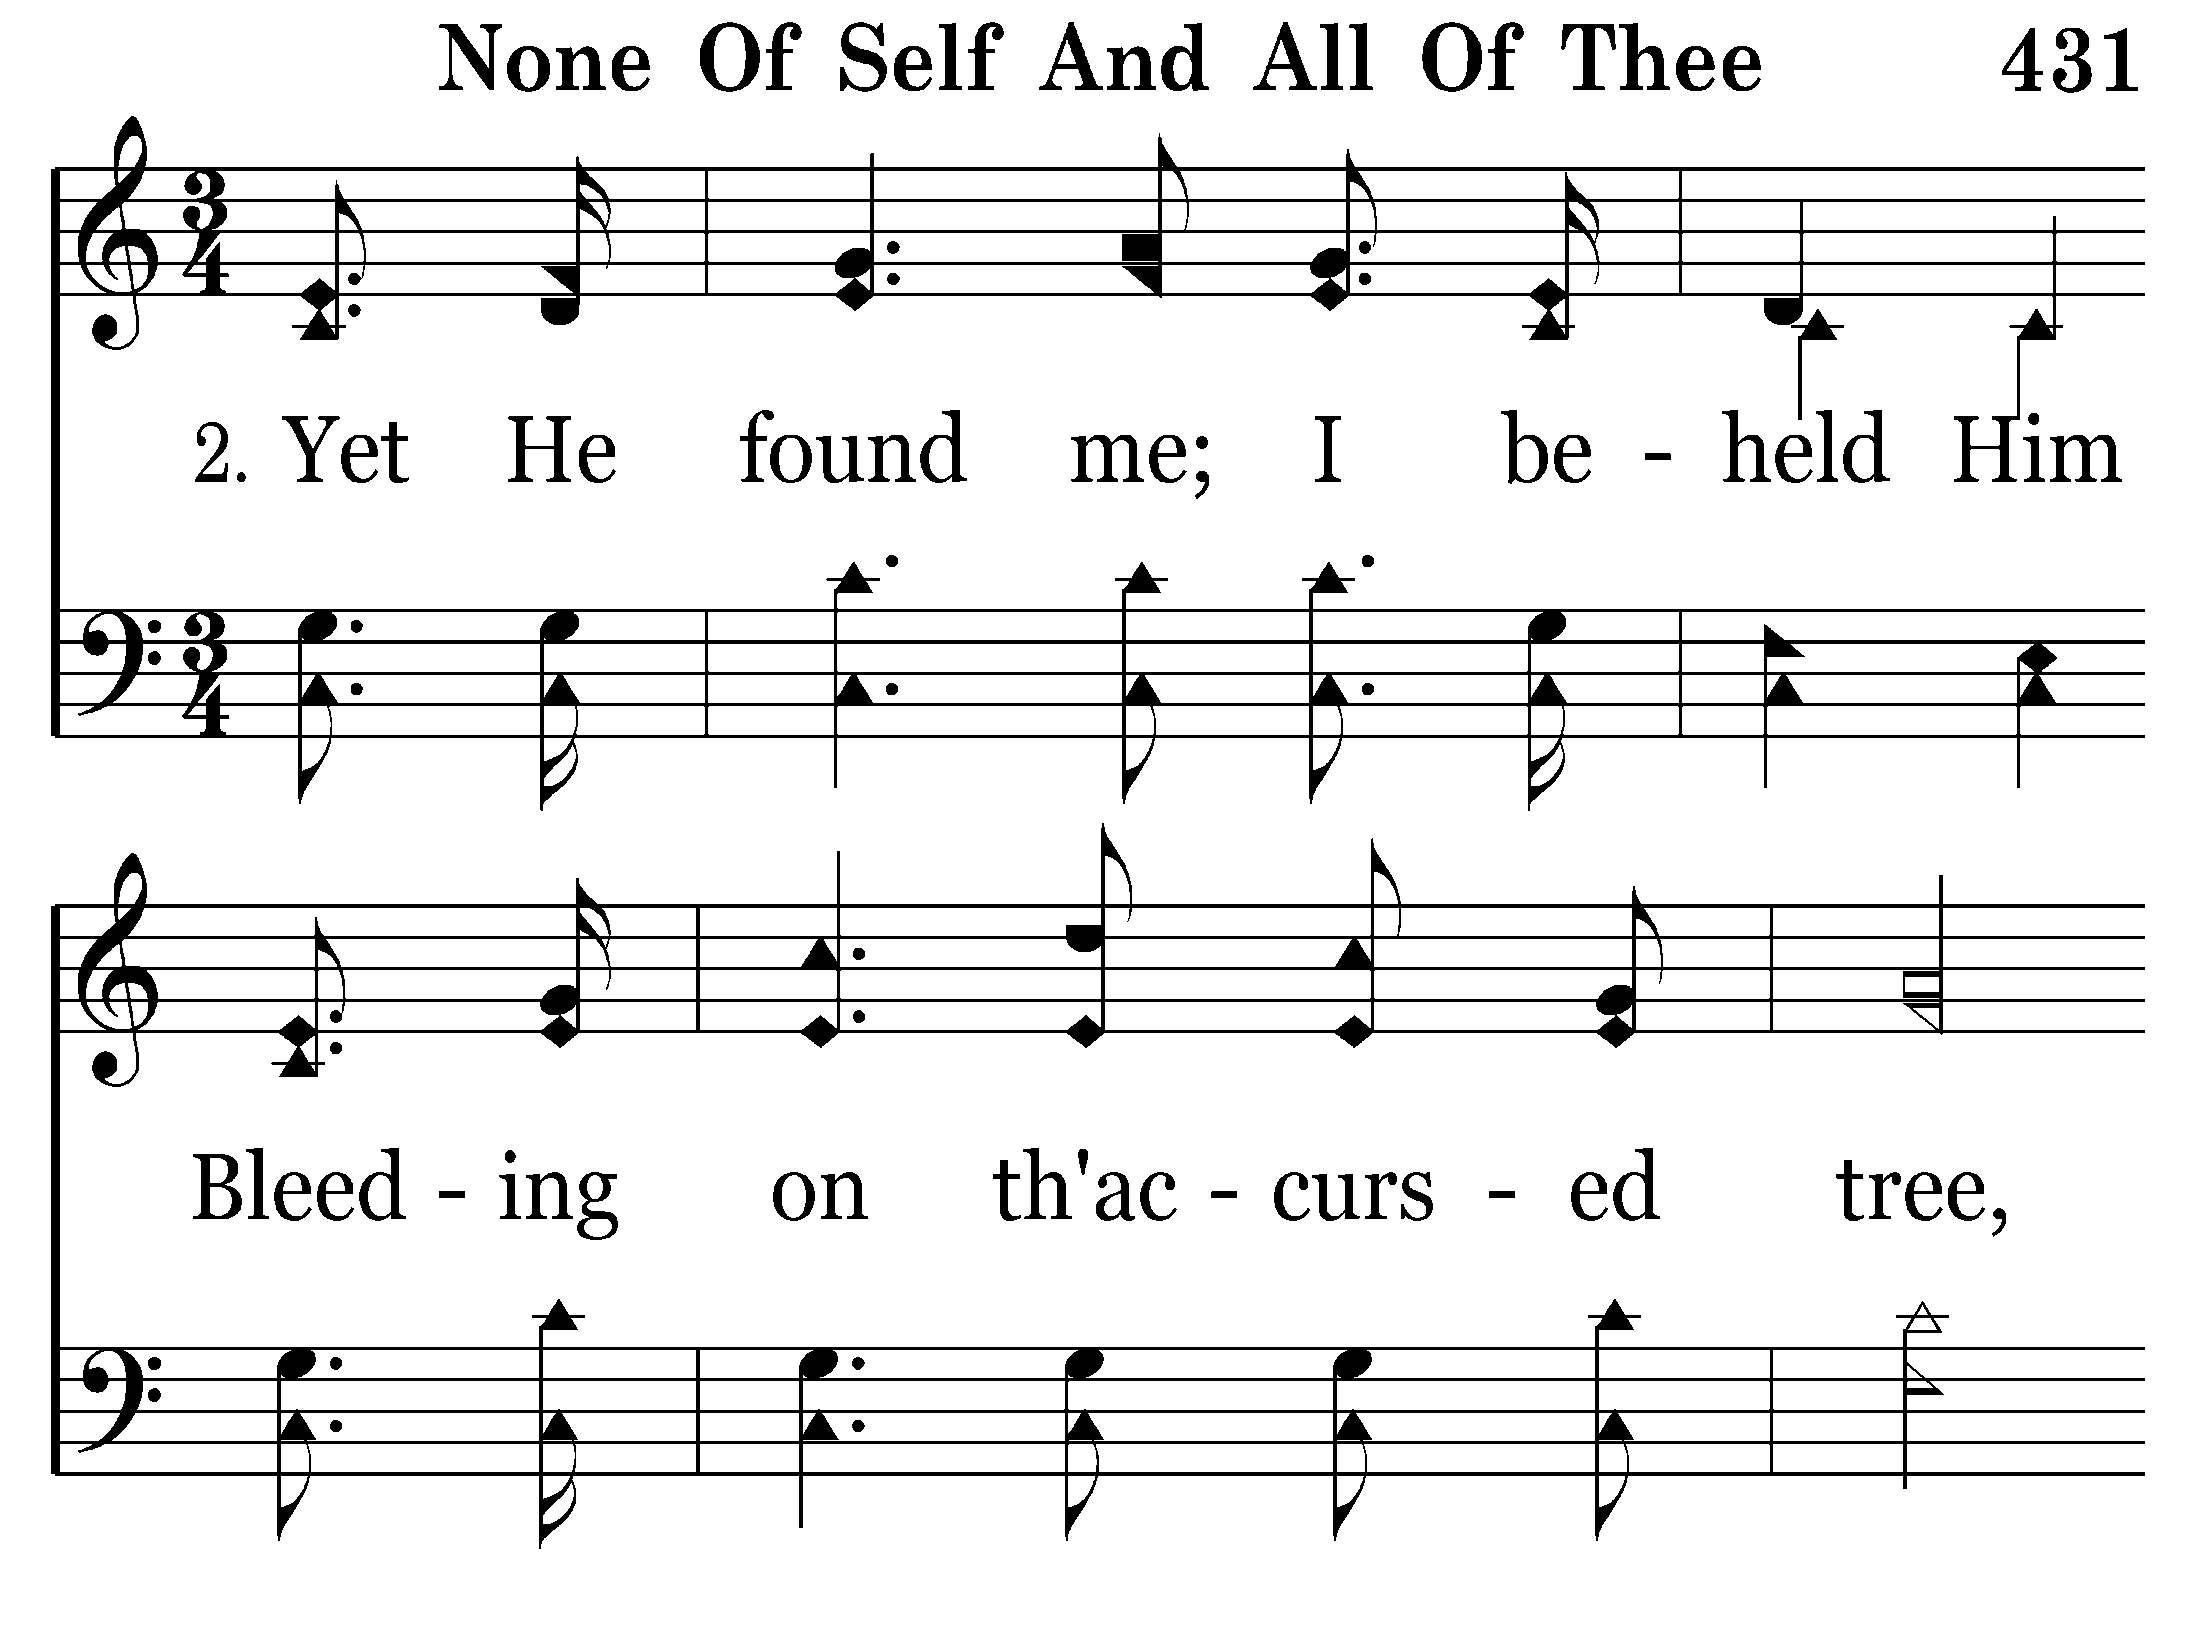 None Of Self And All Of Thee 431
2. Yet He found me; I be - held Him
Bleed - ing on th'ac - curs - ed tree,